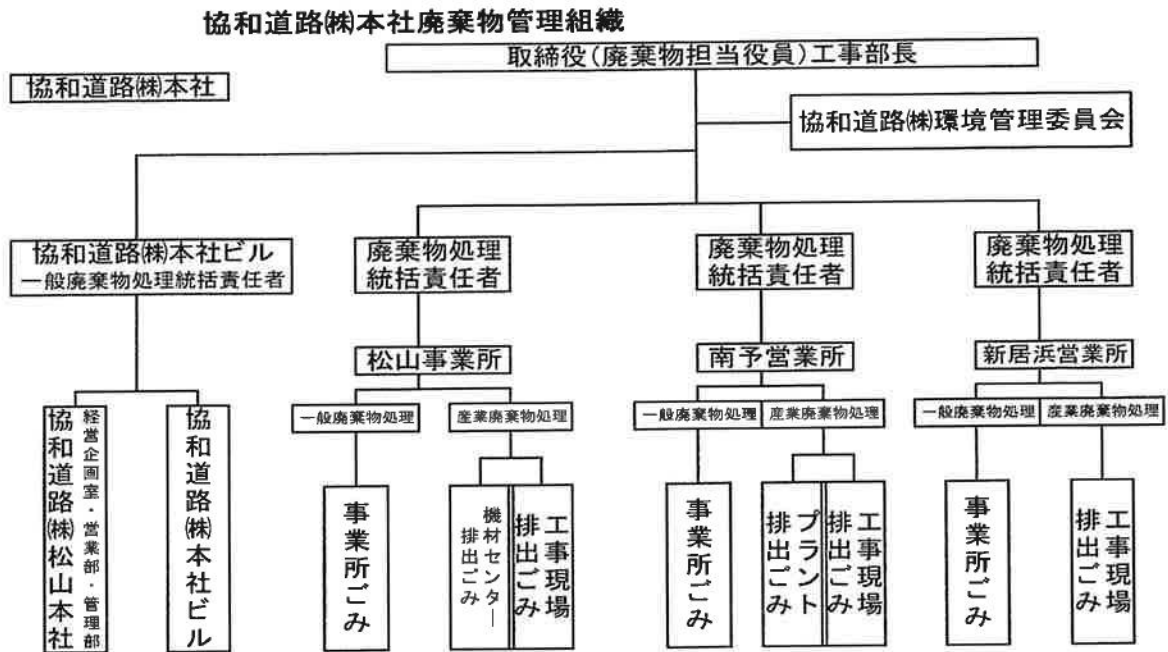 協和道路㈱本社廃棄物管理組織
取締役(廃棄物担当役員)工事部長
協和道路㈱本社
協和道路㈱環境管理委員会
協和道路㈱本社ビル
一般廃棄物処理統括責任者
廃棄物処理
統括責任者
廃棄物処理
統括責任者
廃棄物処理
統括責任者
松山事業所
南予営業所
新居浜営業所
一般廃棄物処理
産業廃棄物処理
一般廃棄物処理
産業廃棄物処理
一般廃棄物処理
産業廃棄物処理
経営企画室・営業部・管理部
協和道路㈱松山本社
協和道路㈱本社ビル
事業所ごみ
機材センター
排出ごみ
工事現場
排出ごみ
事業所ごみ
プラント
排出ごみ
工事現場
排出ごみ
事業所ごみ
工事現場
排出ごみ